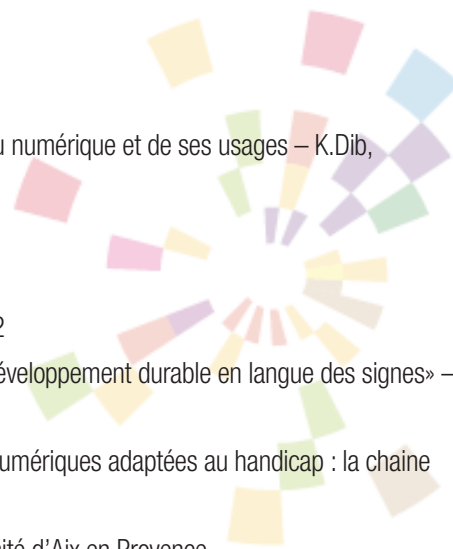 u numérique et de ses usages – K.Dib,
2
éveloppement durable en langue des signes» –
umériques adaptées au handicap : la chaine
ité d'Aix en Provence